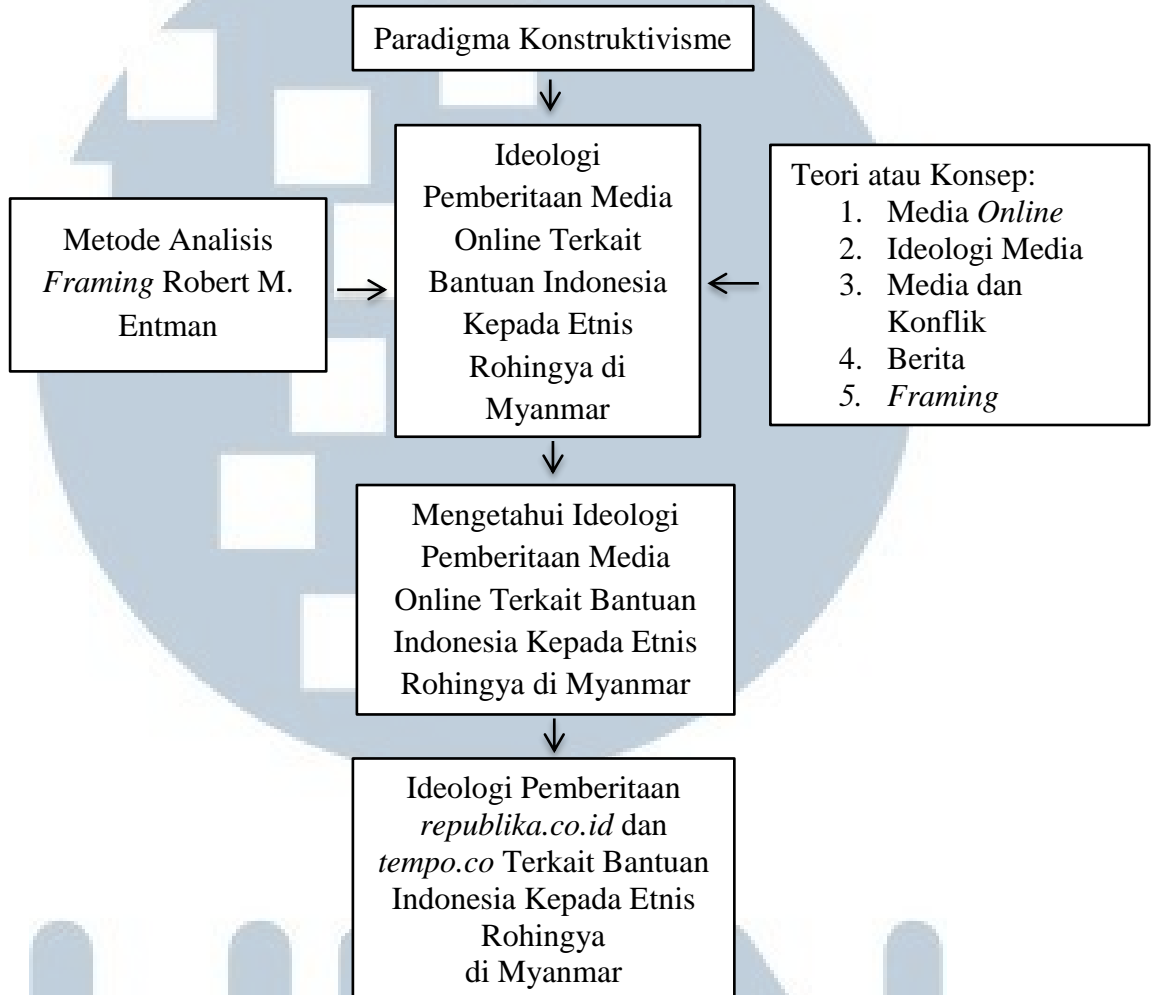 Paradigma Konstruktivisme
Metode Analisis
Framing Robert M.
Entman
Ideologi
Pemberitaan Media
Online Terkait
Bantuan Indonesia
Kepada Etnis
Rohingya di
Myanmar
Teori atau Konsep:
1. Media Online
2. Ideologi Media
3. Media dan
Konflik
4. Berita
5. Framing
Mengetahui Ideologi
Pemberitaan Media
Online Terkait Bantuan
Indonesia Kepada Etnis
Rohingya di Myanmar
Ideologi Pemberitaan
republika.co.id dan
tempo.co Terkait Bantuan
Indonesia Kepada Etnis
Rohingya
di Myanmar